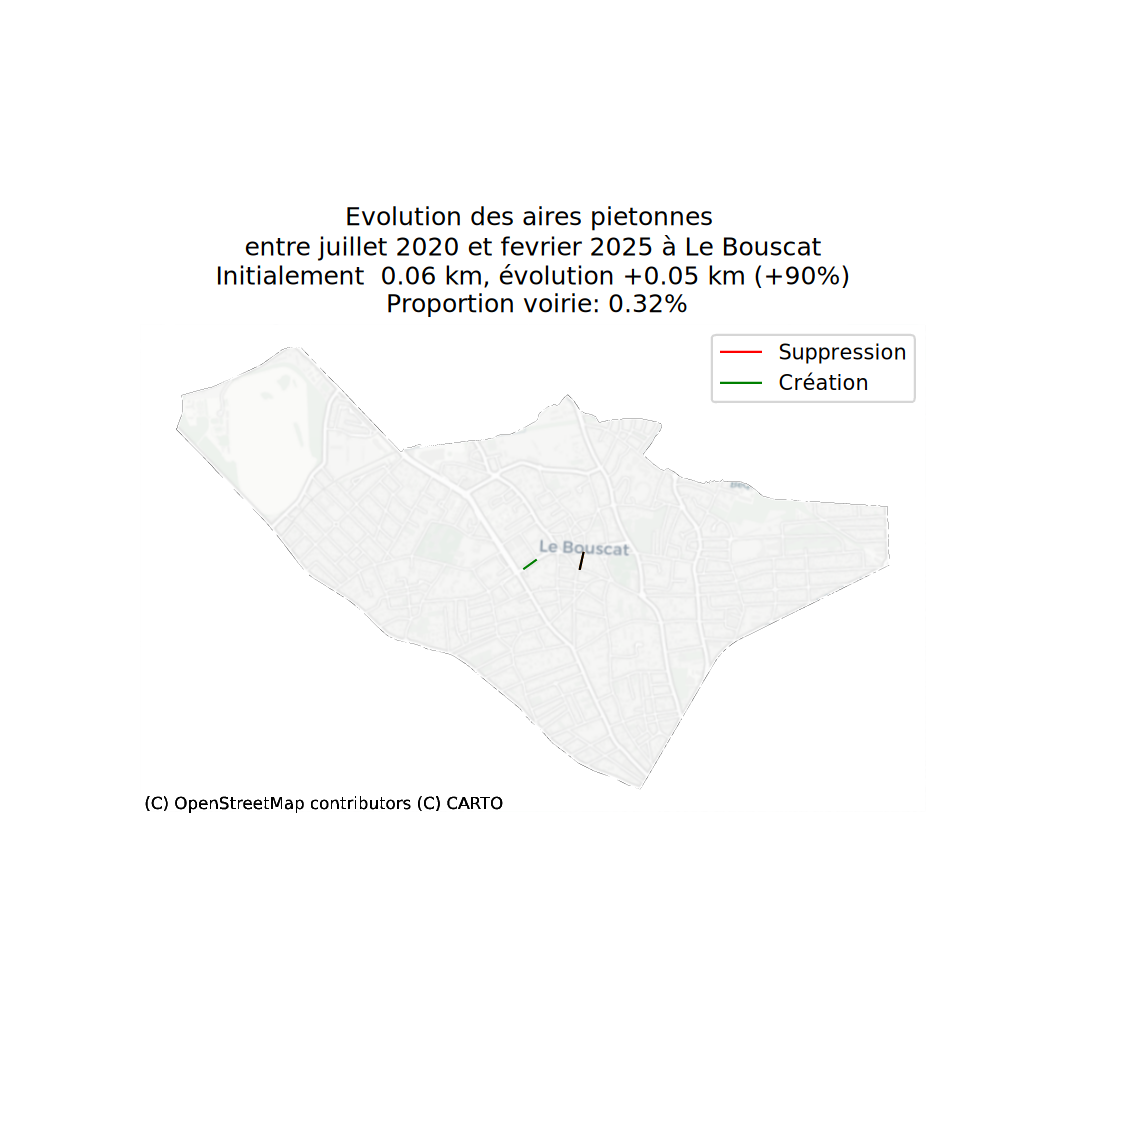 Evolution des aires pietonnes
entre juillet 2020 et fevrier 2025 à Le Bouscat
Initialement  0.06 km, évolution +0.05 km (+90%)
Proportion voirie: 0.32%
Suppression
Création
Le Bouscat
(C) OpenStreetMap contributors (C) CARTO